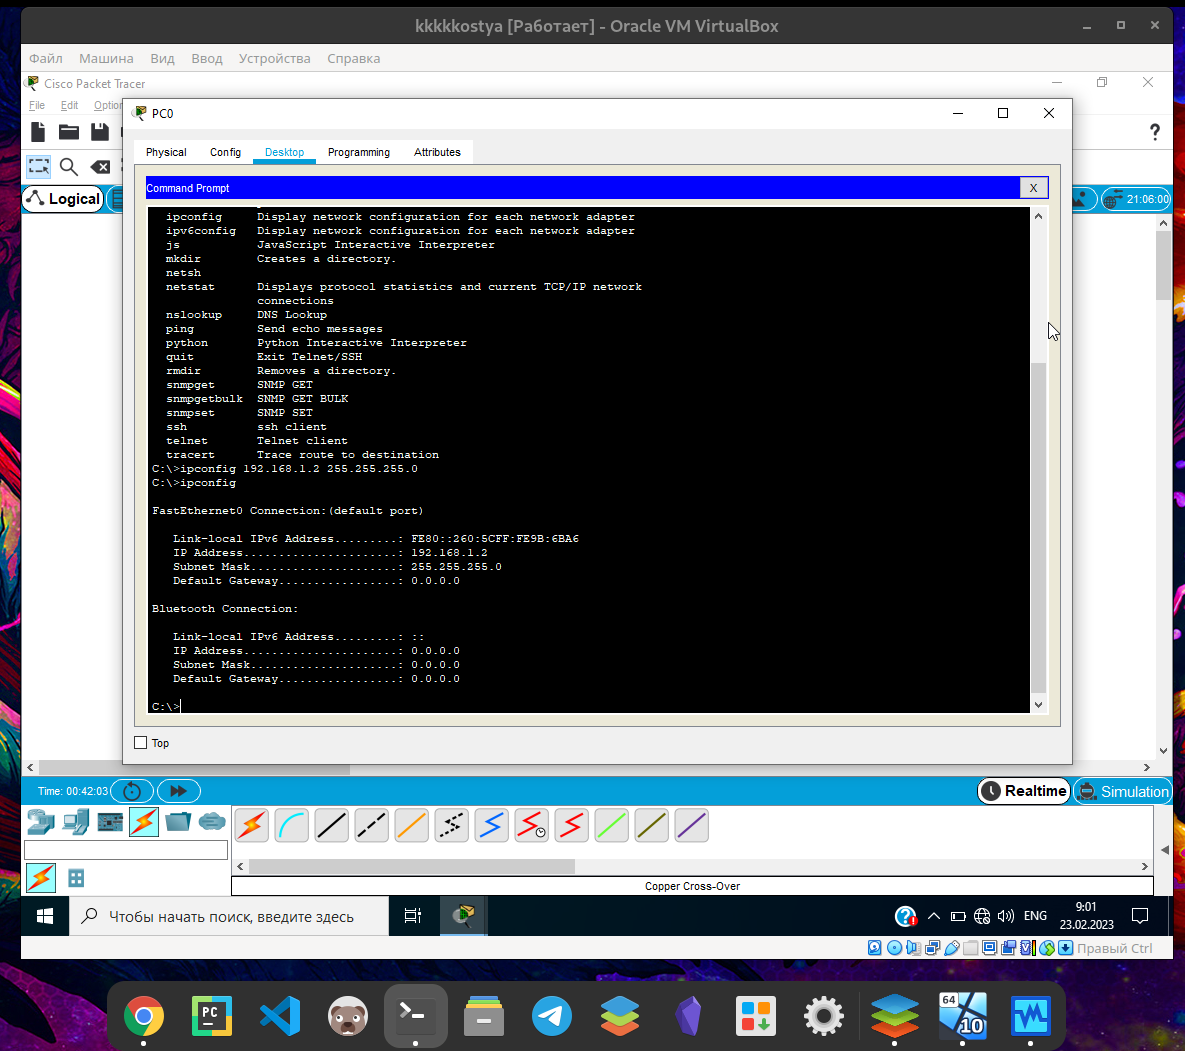 kkkkkostya [Работает] - Oracle VM VirtualBox
Файл Машина Вид Ввод Устройства Справка
Cisco Packet Tracer
File Edit Option
PC0
?
Physical Config Desktop Programming Attributes
Command Prompt X
Logical
21:06:00
ipconfig Display network configuration for each network adapter
ipv6config Display network configuration for each network adapter
js JavaScript Interactive Interpreter
mkdir Creates a directory.
netsh
netstat Displays protocol statistics and current TCP/IP network
connections
nslookup DNS Lookup
ping Send echo messages
python Python Interactive Interpreter
quit Exit Telnet/SSH
rmdir Removes a directory.
snmpget SNMP GET
snmpgetbulk SNMP GET BULK
snmpset SNMP SET
ssh ssh client
telnet Telnet client
tracert Trace route to destination
C:\>ipconfig 192.168.1.2 255.255.255.0
C:\>ipconfig
FastEthernet0 Connection:(default port)
Link-local IPv6 Address.........: FE80::260:5CFF:FE9B:6BA6
IP Address......................: 192.168.1.2
Subnet Mask.....................: 255.255.255.0
Default Gateway.................: 0.0.0.0
Bluetooth Connection:
Link-local IPv6 Address.........: ::
IP Address......................: 0.0.0.0
Subnet Mask.....................: 0.0.0.0
Default Gateway.................: 0.0.0.0
C:\>
Top
Time: 00:42:03
Realtime Simulation
Copper Cross-Over
Чтобы начать поиск, введите здесь
ENG
9:01
23.02.2023
Правый Ctrl
PC
64
10